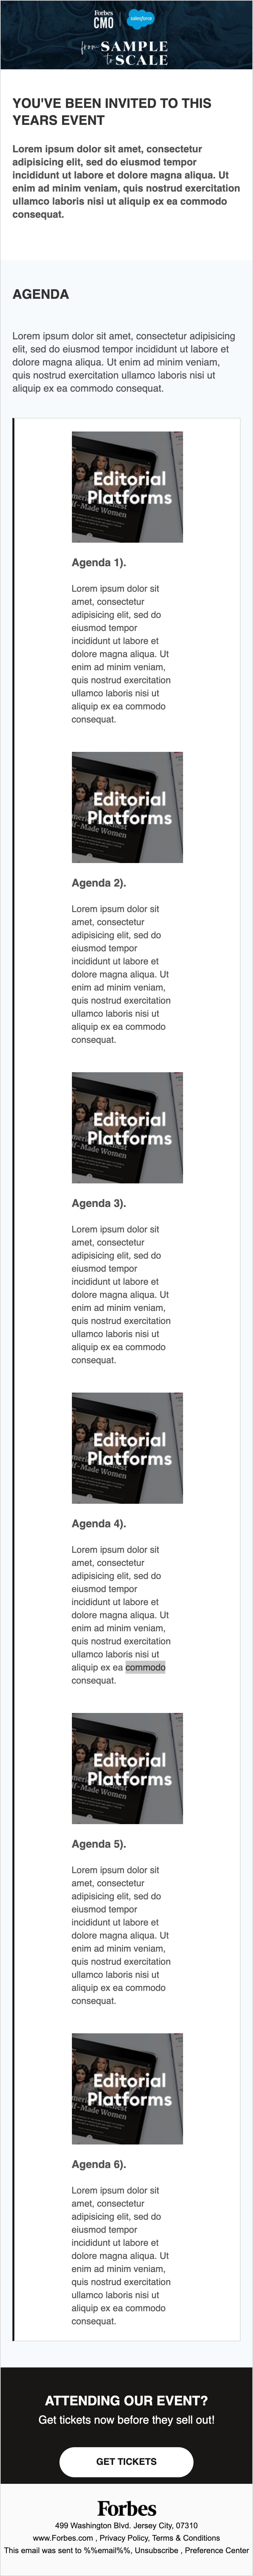 Forbes
CMO
salesforce
from SAMPLE
to SCALE
YOU'VE BEEN INVITED TO THIS
YEARS EVENT
Lorem ipsum dolor sit amet, consectetur
adipisicing elit, sed do eiusmod tempor
incididunt ut labore et dolore magna aliqua. Ut
enim ad minim veniam, quis nostrud exercitation
ullamco laboris nisi ut aliquip ex ea commodo
consequat.
AGENDA
Lorem ipsum dolor sit amet, consectetur adipisicing
elit, sed do eiusmod tempor incididunt ut labore et
dolore magna aliqua. Ut enim ad minim veniam,
quis nostrud exercitation ullamco laboris nisi ut
aliquip ex ea commodo consequat.
Editorial
Platforms
lf-Made Women
Agenda 1).
Lorem ipsum dolor sit
amet, consectetur
adipisicing elit, sed do
eiusmod tempor
incididunt ut labore et
dolore magna aliqua. Ut
enim ad minim veniam,
quis nostrud exercitation
ullamco laboris nisi ut
aliquip ex ea commodo
consequat.
Editorial
Platforms
lf-Made Women
Agenda 2).
Lorem ipsum dolor sit
amet, consectetur
adipisicing elit, sed do
eiusmod tempor
incididunt ut labore et
dolore magna aliqua. Ut
enim ad minim veniam,
quis nostrud exercitation
ullamco laboris nisi ut
aliquip ex ea commodo
consequat.
Editorial
Platforms
lf-Made Women
Agenda 3).
Lorem ipsum dolor sit
amet, consectetur
adipisicing elit, sed do
eiusmod tempor
incididunt ut labore et
dolore magna aliqua. Ut
enim ad minim veniam,
quis nostrud exercitation
ullamco laboris nisi ut
aliquip ex ea commodo
consequat.
Editorial
Platforms
lf-Made Women
Agenda 4).
Lorem ipsum dolor sit
amet, consectetur
adipisicing elit, sed do
eiusmod tempor
incididunt ut labore et
dolore magna aliqua. Ut
enim ad minim veniam,
quis nostrud exercitation
ullamco laboris nisi ut
aliquip ex ea commodo
consequat.
Editorial
Platforms
lf-Made Women
Agenda 5).
Lorem ipsum dolor sit
amet, consectetur
adipisicing elit, sed do
eiusmod tempor
incididunt ut labore et
dolore magna aliqua. Ut
enim ad minim veniam,
quis nostrud exercitation
ullamco laboris nisi ut
aliquip ex ea commodo
consequat.
Editorial
Platforms
lf-Made Women
Agenda 6).
Lorem ipsum dolor sit
amet, consectetur
adipisicing elit, sed do
eiusmod tempor
incididunt ut labore et
dolore magna aliqua. Ut
enim ad minim veniam,
quis nostrud exercitation
ullamco laboris nisi ut
aliquip ex ea commodo
consequat.
ATTENDING OUR EVENT?
Get tickets now before they sell out!
GET TICKETS
Forbes
499 Washington Blvd. Jersey City, 07310
www.Forbes.com , Privacy Policy, Terms & Conditions
This email was sent to %%email%%, Unsubscribe , Preference Center